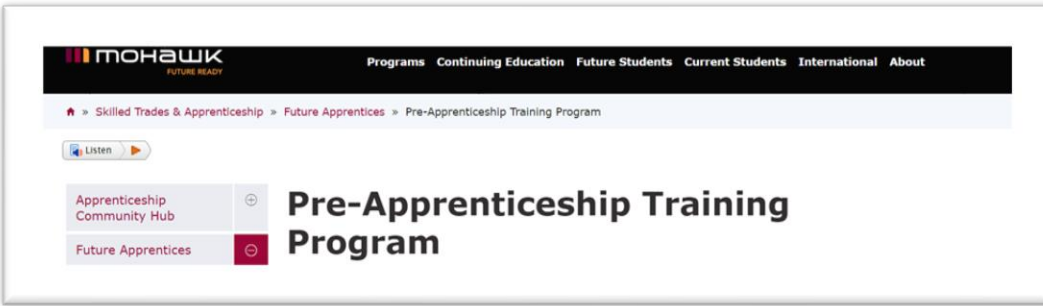 mohawk
FUTURE READY
Programs Continuing Education Future Students Current Students International About
» Skilled Trades & Apprenticeship » Future Apprentices » Pre-Apprenticeship Training Program
Listen
Apprenticeship
Community Hub
Future Apprentices
Pre-Apprenticeship Training
Program